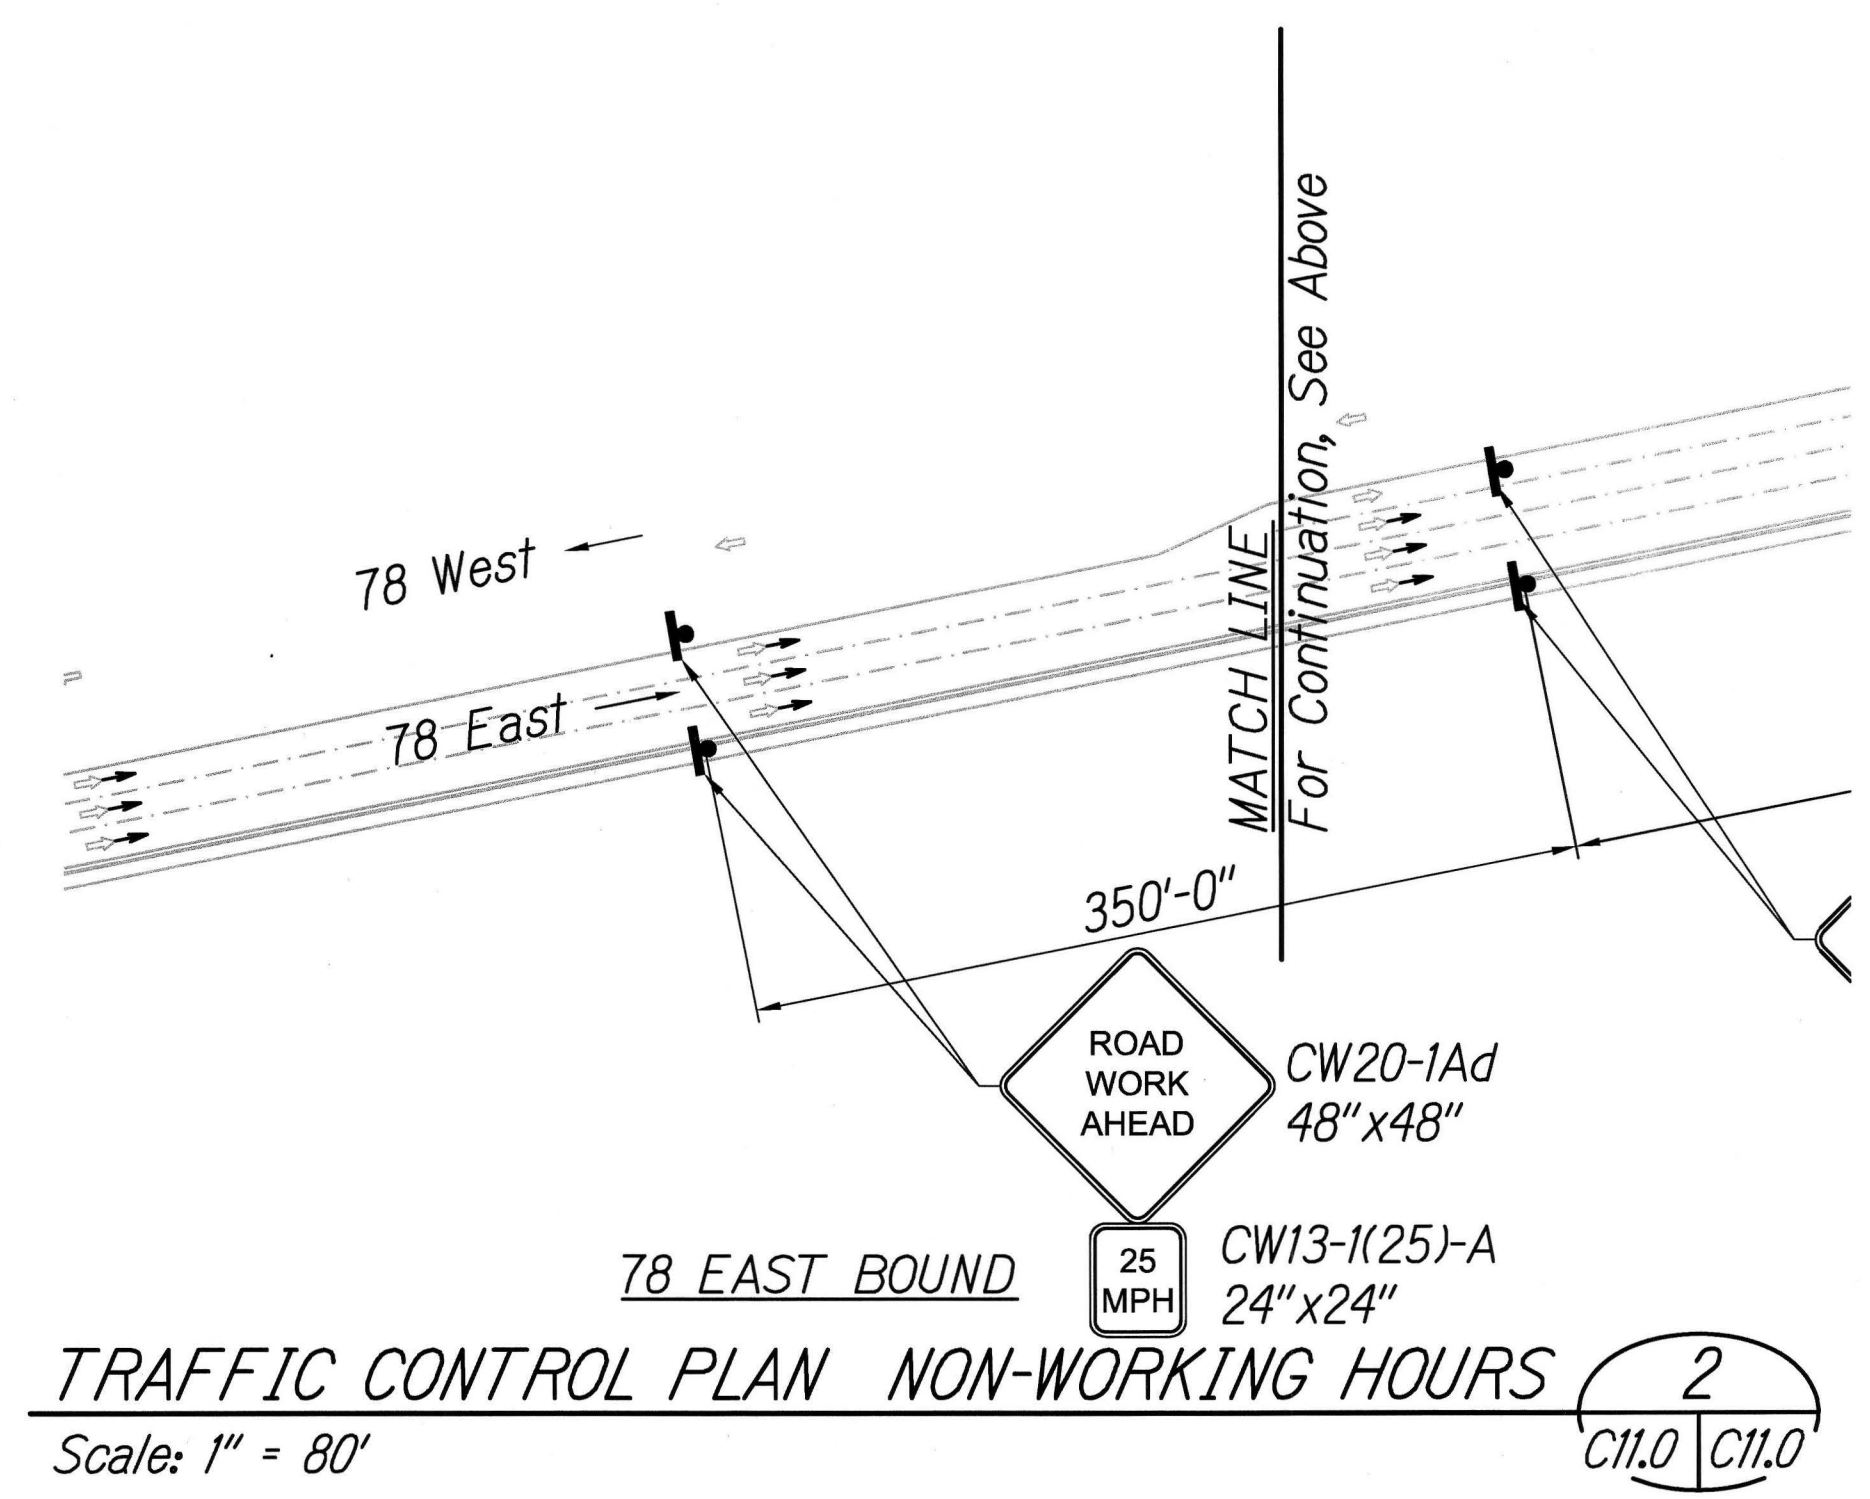 MATCH LINE
For Continuation, See Above
78 West
78 East
350'-0"
ROAD
WORK
AHEAD
CW20-1Ad
48"x48"
25
MPH
CW13-1(25)-A
24"x24"
78 EAST BOUND
TRAFFIC CONTROL PLAN NON-WORKING HOURS
Scale: 1" = 80'
2
C11.0 C11.0